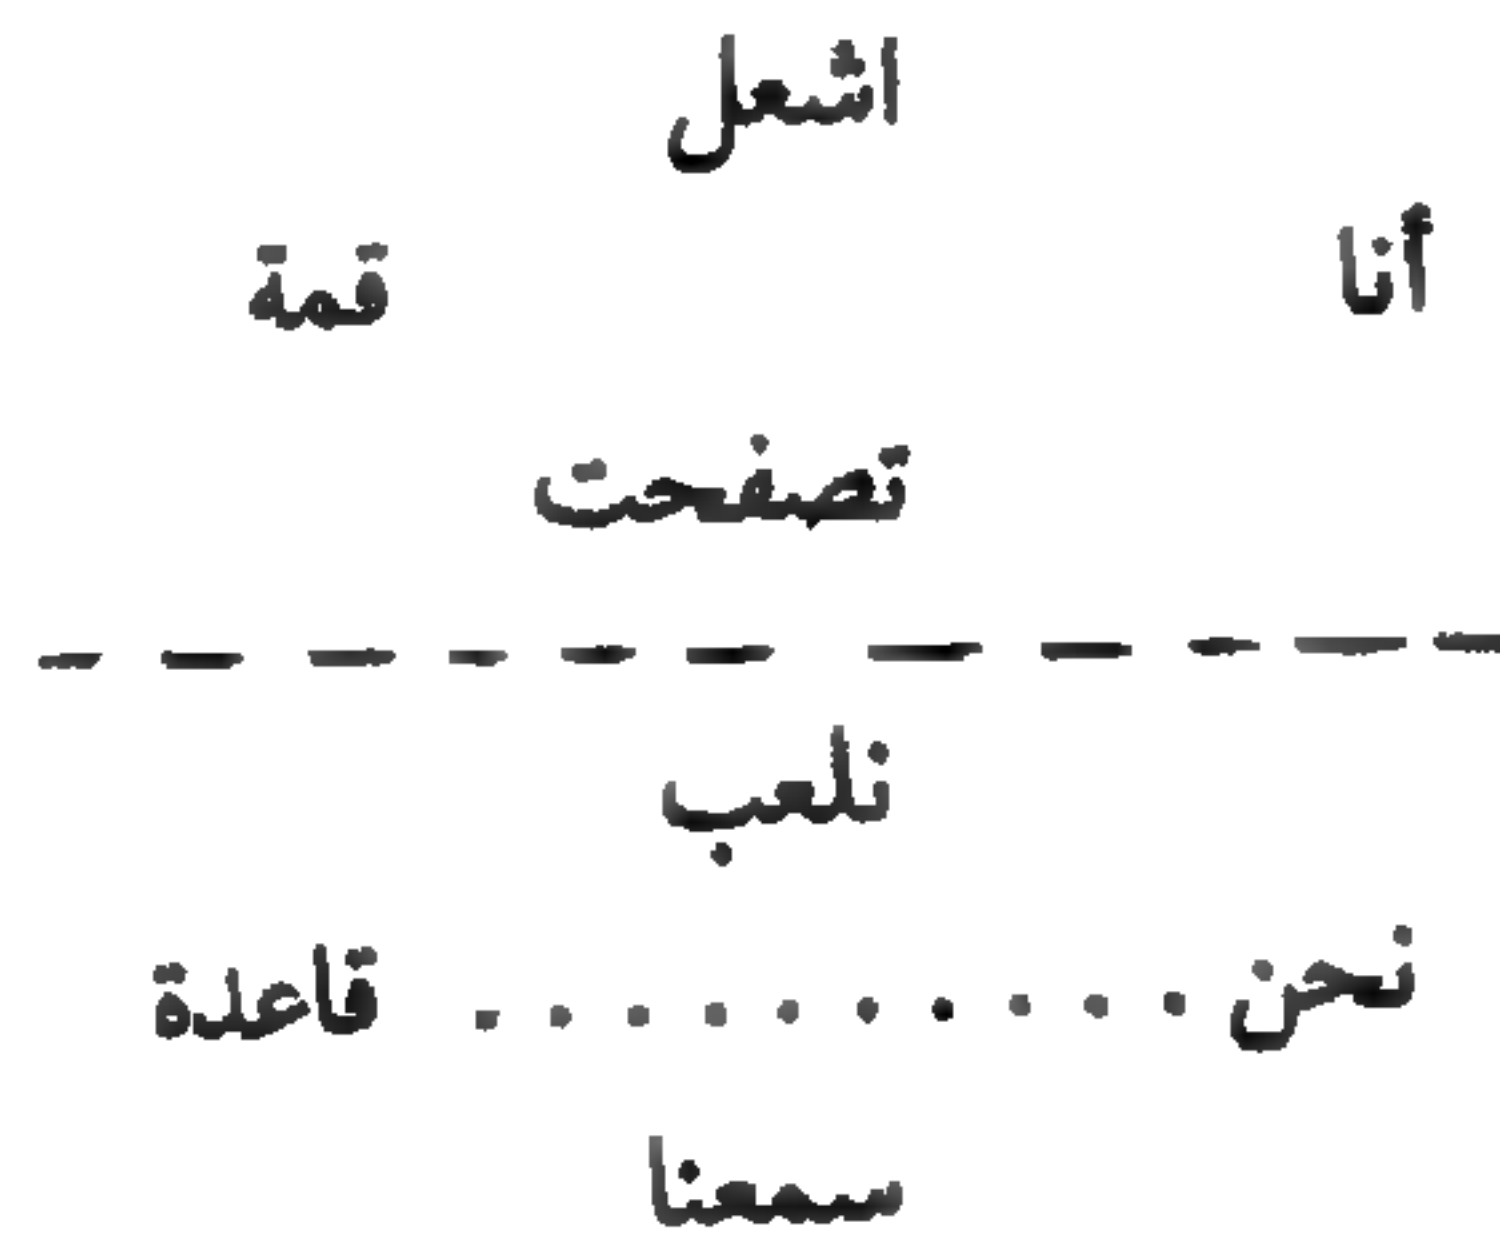 اشعل
أنا قمة
تصفحت
نلعب
نحن .......... قاعدة
سمعنا